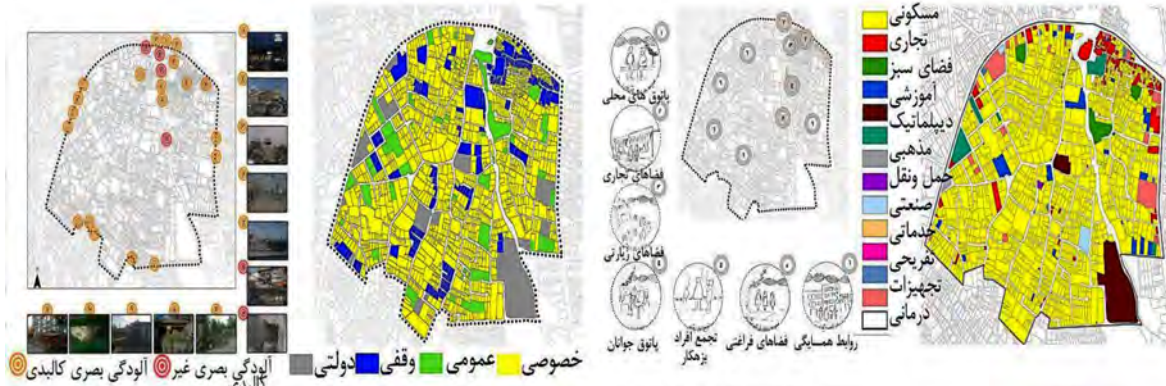 مسکونی
تجاری
فضای سبز
آموزشی
دیپلماتیک
مذهبی
حمل ونقل
صنعتی
خدماتی
تفریحی
تجهیزات
درمانی
پاتوق های محلی
فضاهای تجاری
فضاهای زیارتی
پاتوق جوانان
تجمع افراد بزهکار
فضاهای فراغتی
روابط همسایگی
خصوصی
عمومی
وقفی
دولتی
آلودگی بصری غیر کالبدی
آلودگی بصری کالبدی